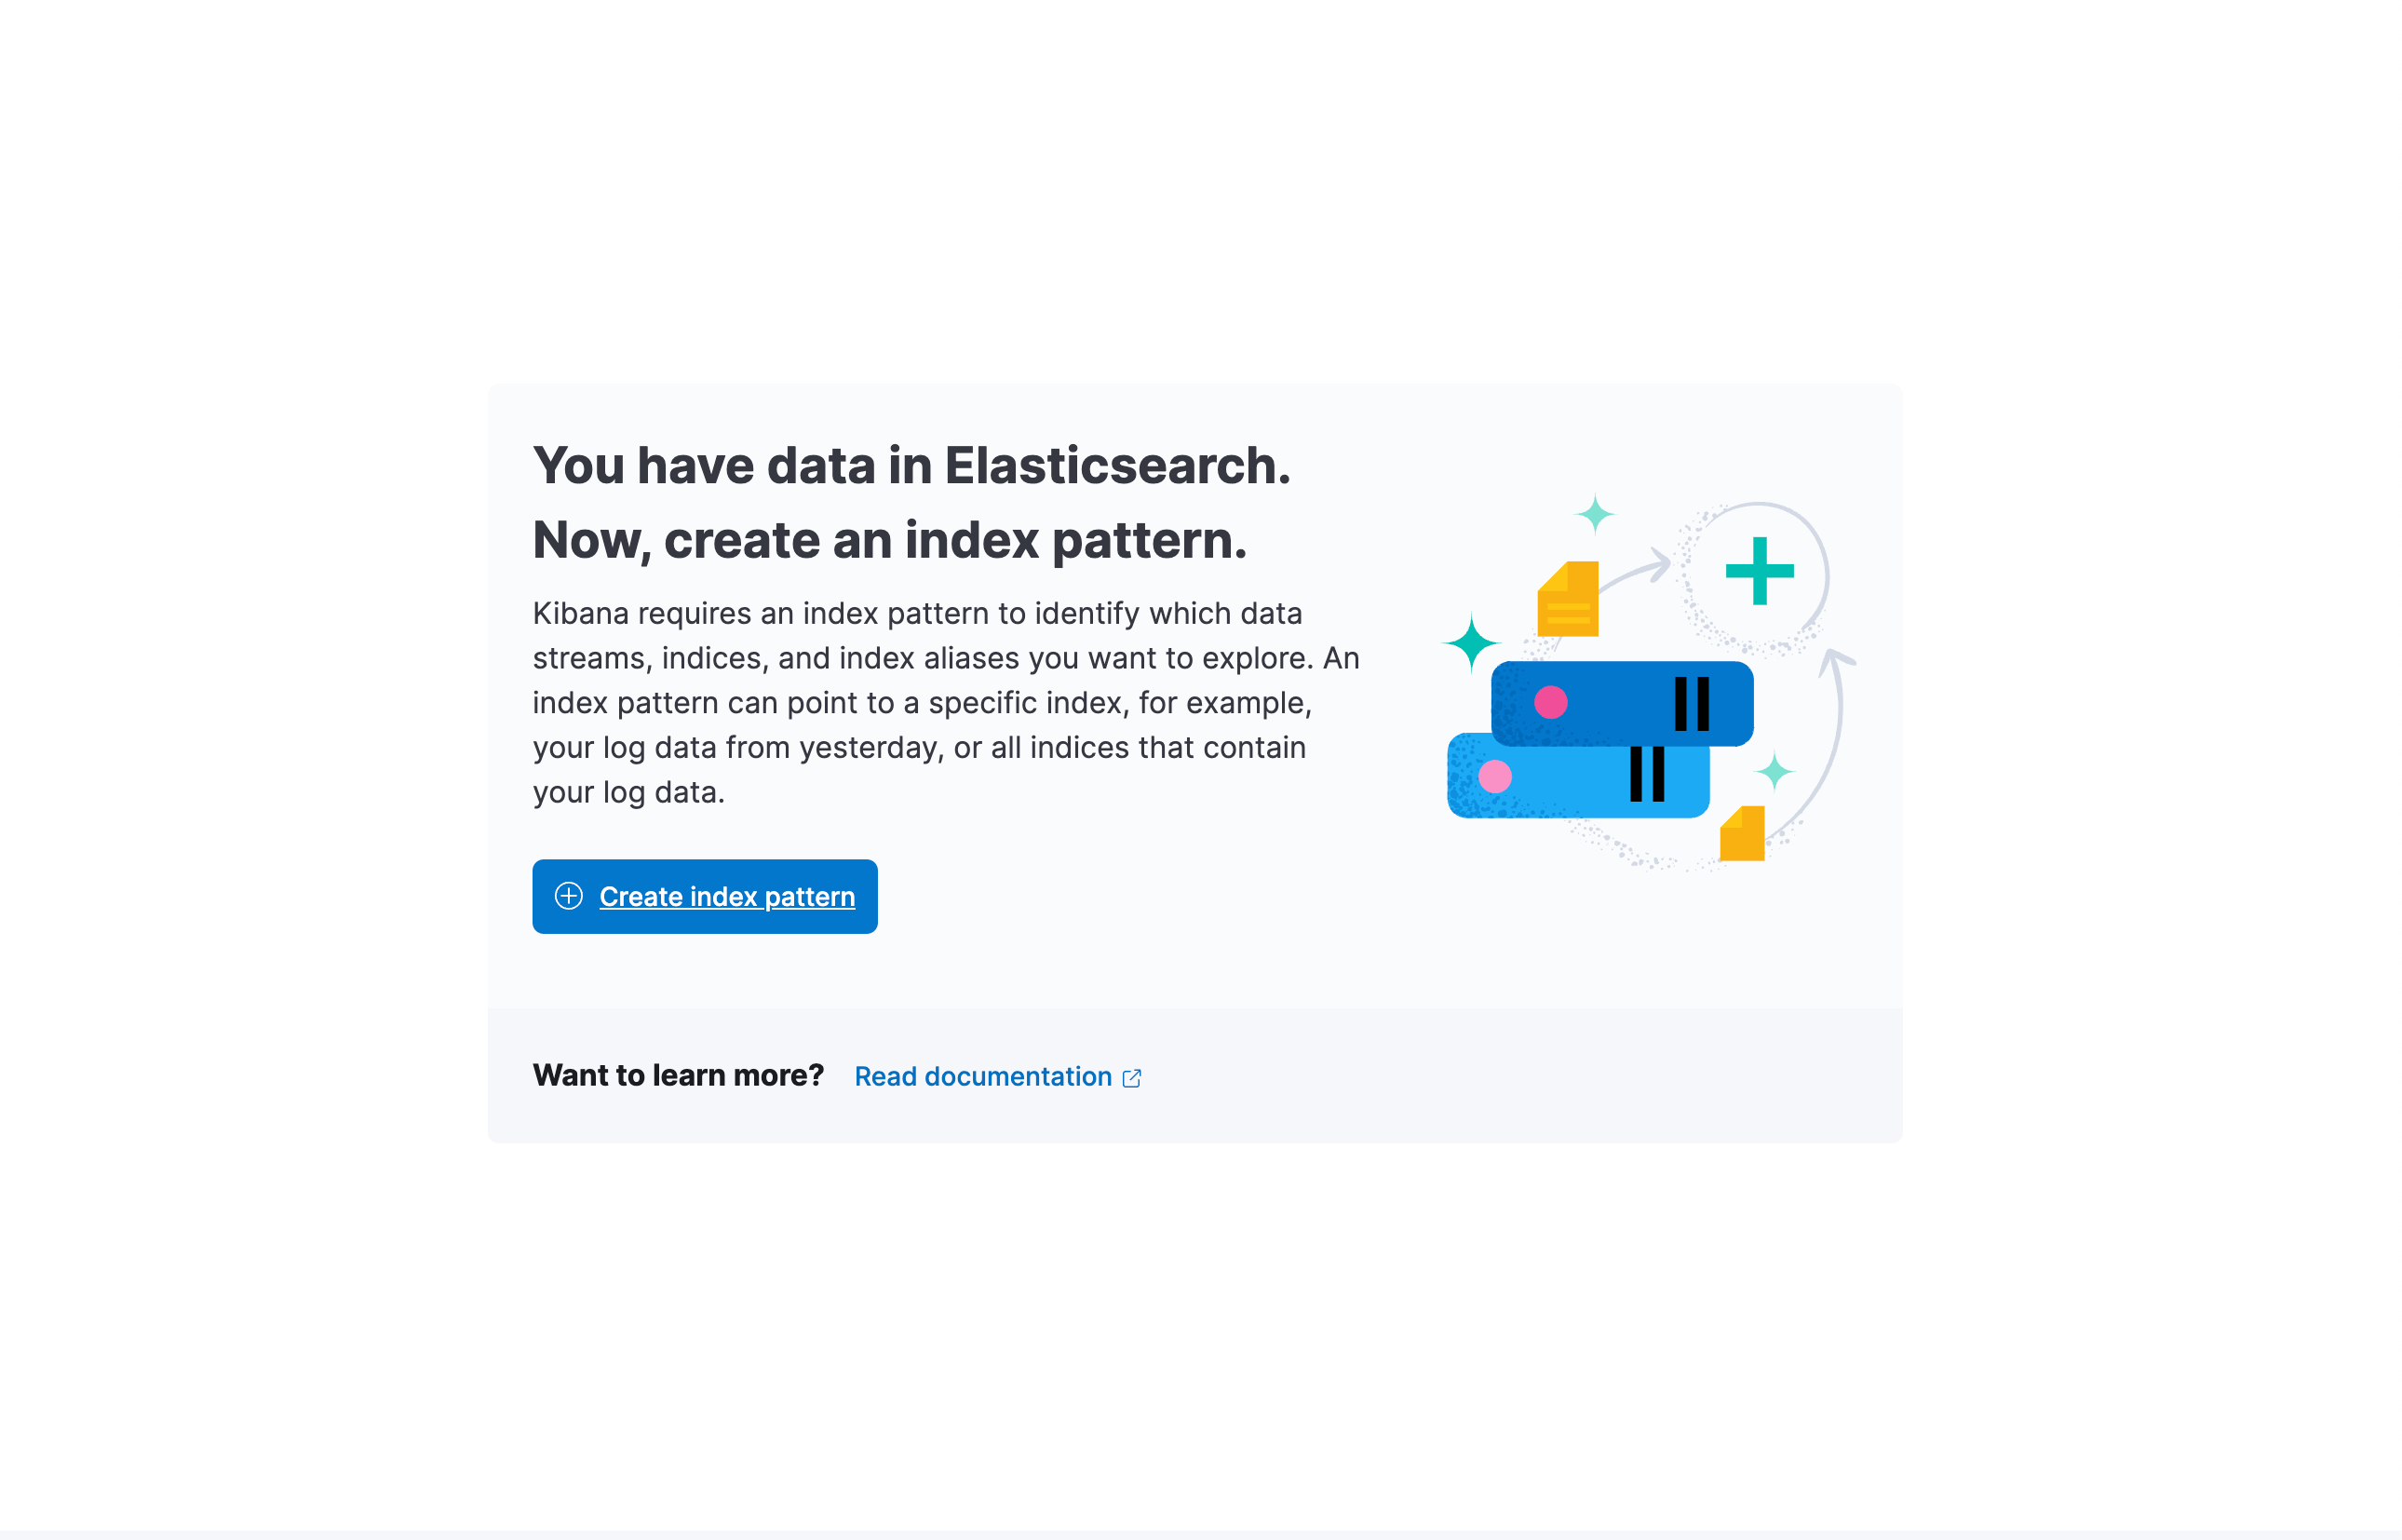 You have data in Elasticsearch.
Now, create an index pattern.
Kibana requires an index pattern to identify which data
streams, indices, and index aliases you want to explore. An
index pattern can point to a specific index, for example,
your log data from yesterday, or all indices that contain
your log data.
Create index pattern
Want to learn more? Read documentation